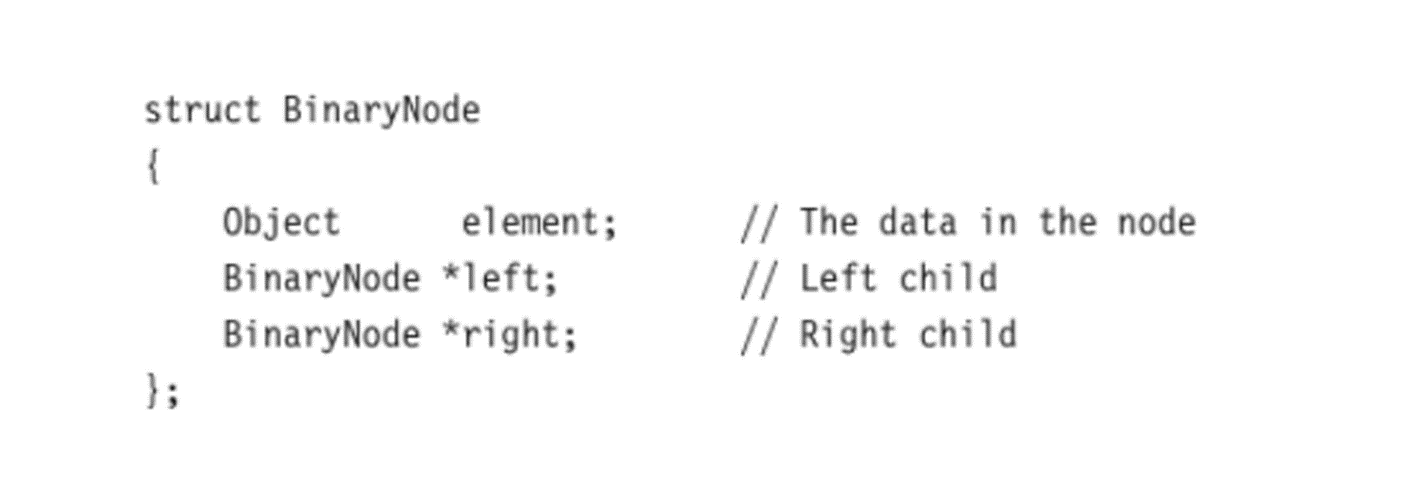 struct BinaryNode
{
    Object      element;      // The data in the node
    BinaryNode *left;         // Left child
    BinaryNode *right;        // Right child
};